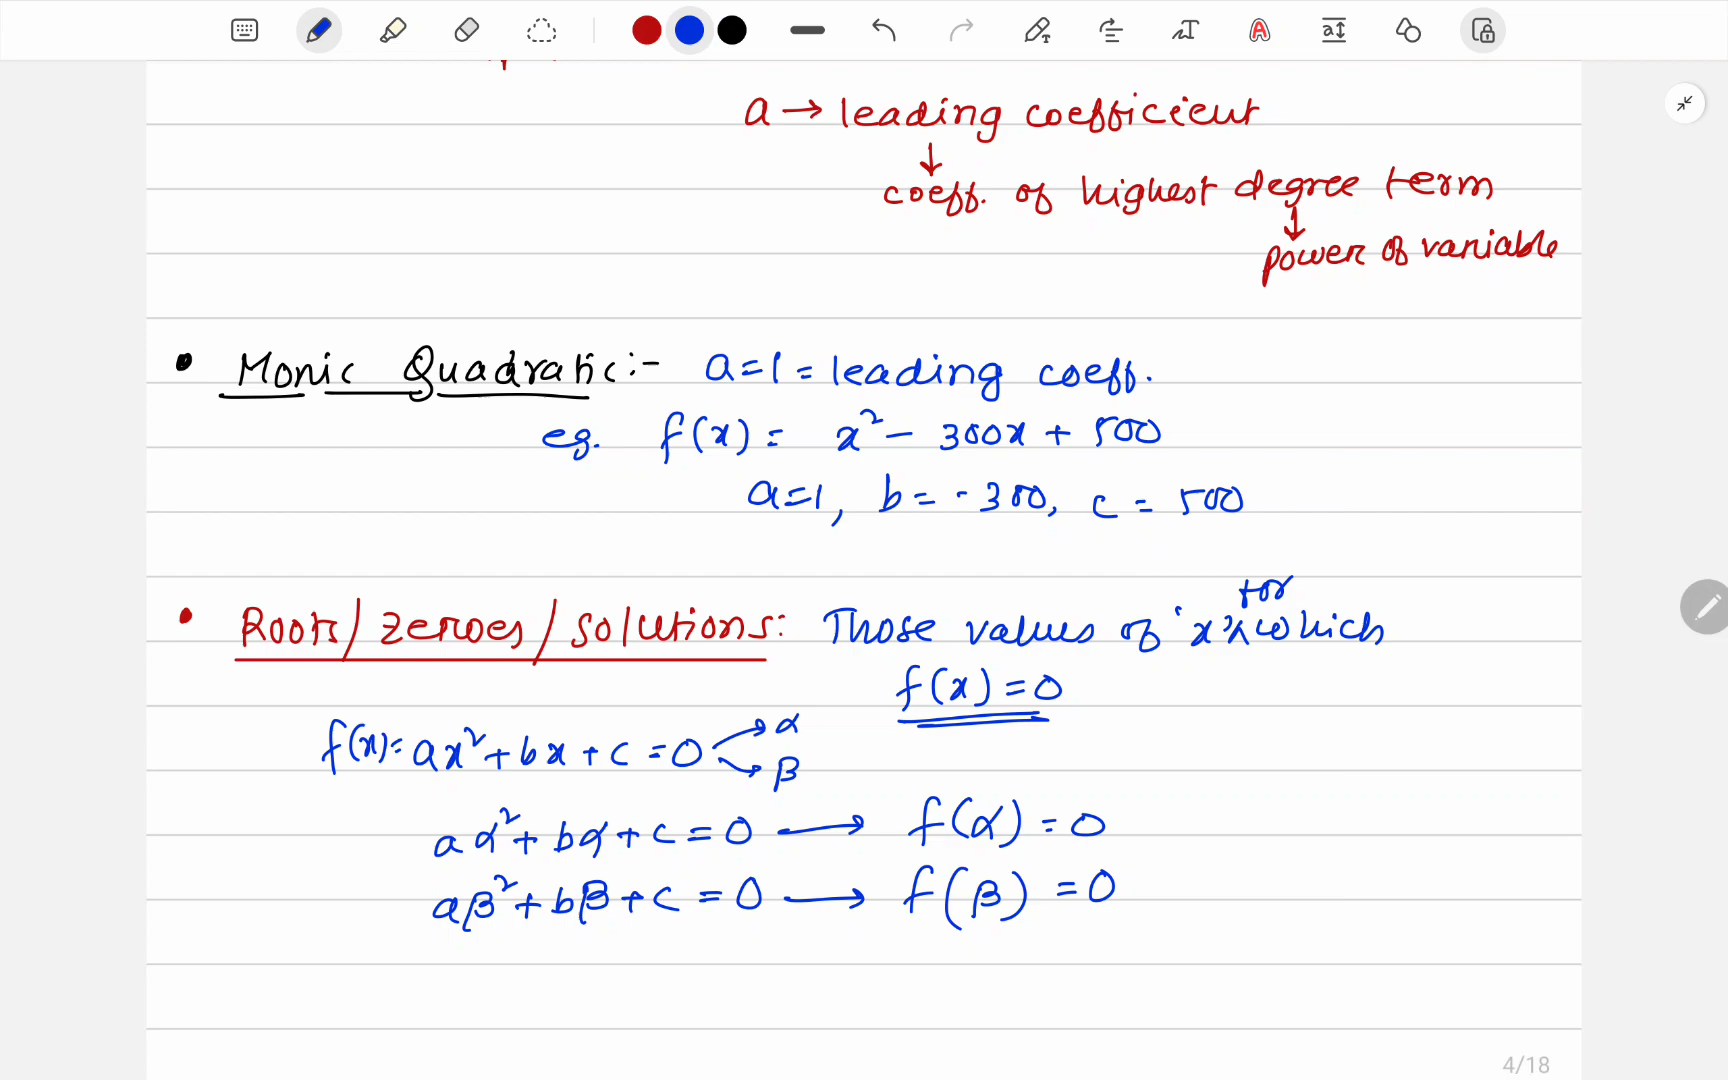 a → leading coefficient
↓
coeff. of highest degree term
↓
power of variable
• Monic Quadratic :- a=1 = leading coeff.
eg. f(x) = x² - 300x + 500
a=1, b = -300, c = 500
• Roots/zeroes/solutions: Those values of 'x' for which
f(x) = 0
f(x) = ax² + bx + c = 0 → α
→ β
aα² + bα + c = 0 → f(α) = 0
aβ² + bβ + c = 0 → f(β) = 0
4/18